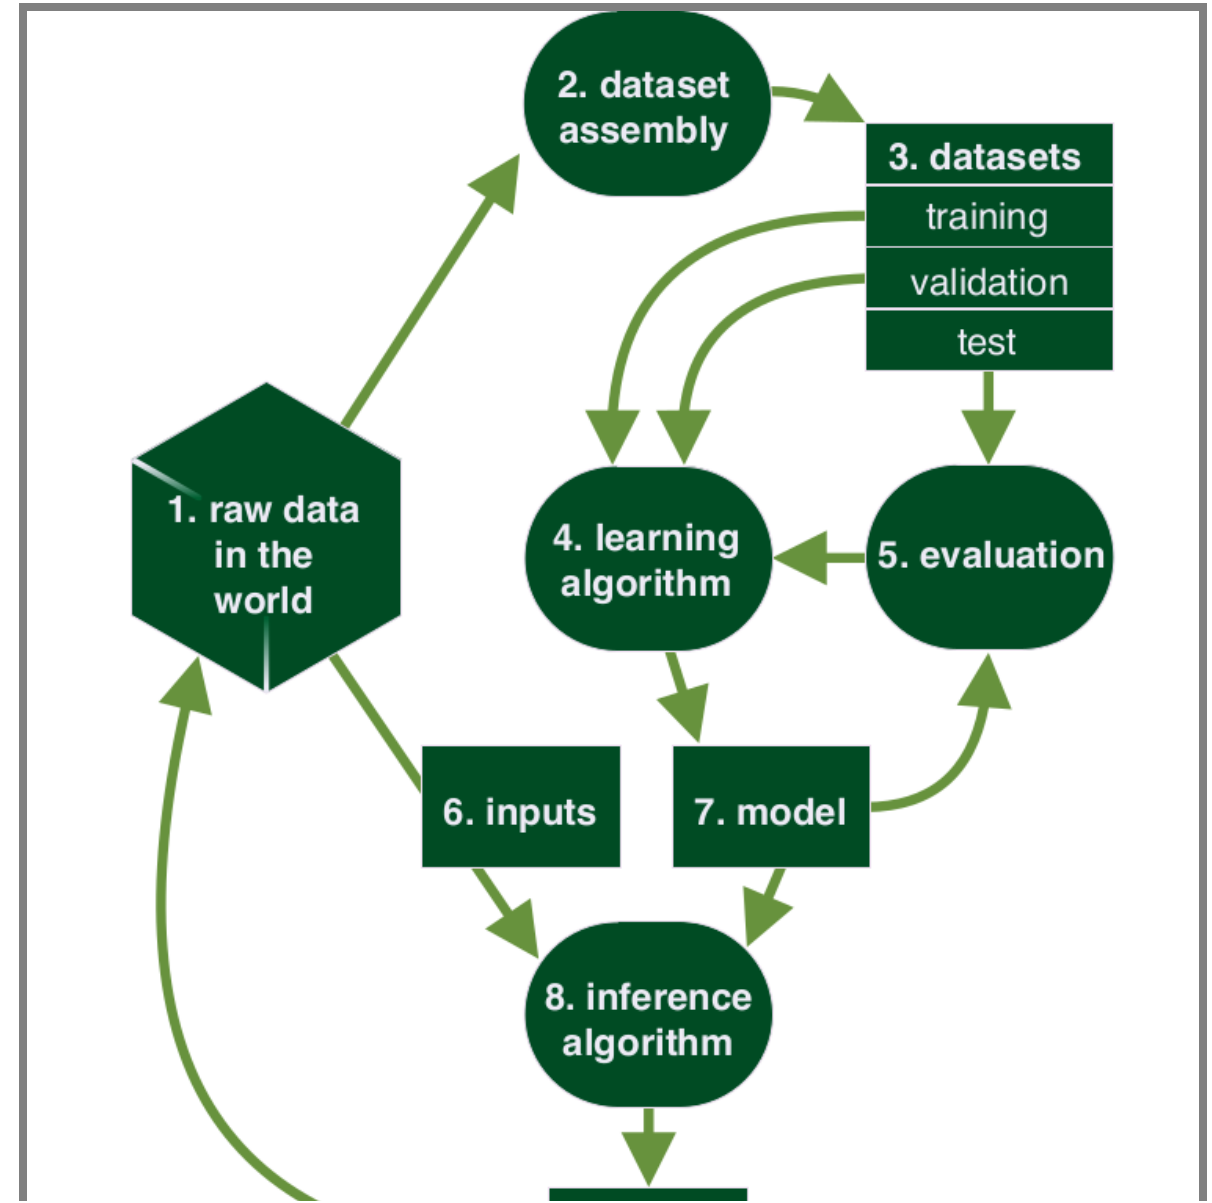 2. dataset
assembly
3. datasets
training
validation
test
1. raw data
in the
world
4. learning
algorithm
5. evaluation
6. inputs
7. model
8. inference
algorithm